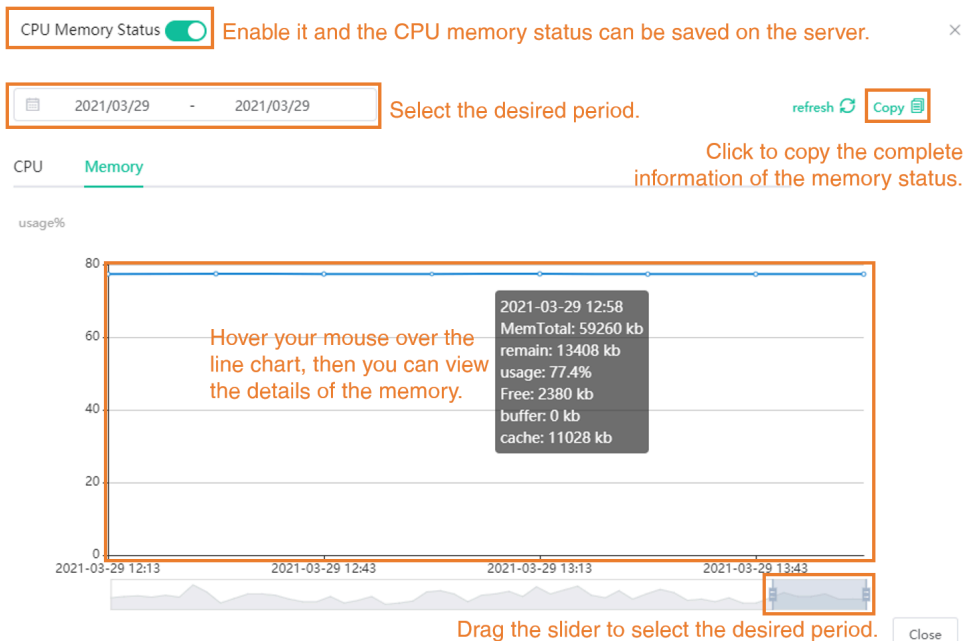 CPU Memory Status
Enable it and the CPU memory status can be saved on the server.
2021/03/29 - 2021/03/29
Select the desired period.
refresh
Copy
Click to copy the complete
information of the memory status.
CPU
Memory
usage%
80
60
40
20
0
2021-03-29 12:58
MemTotal: 59260 kb
remain: 13408 kb
usage: 77.4%
Free: 2380 kb
buffer: 0 kb
cache: 11028 kb
Hover your mouse over the
line chart, then you can view
the details of the memory.
2021-03-29 12:13
2021-03-29 12:43
2021-03-29 13:13
2021-03-29 13:43
Drag the slider to select the desired period.
Close